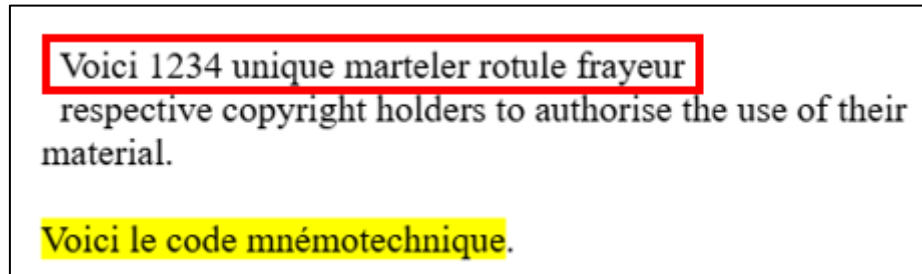 Voici 1234 unique marteler rotule frayeur
respective copyright holders to authorise the use of their
material.
Voici le code mnémotechnique.